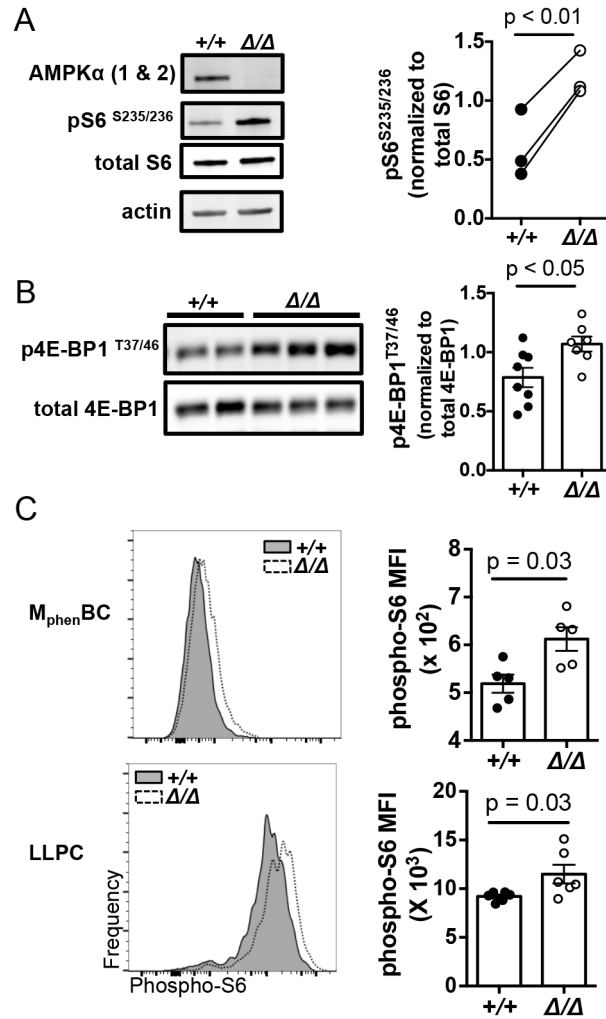 A
+/+ Δ/Δ
AMPKα (1 & 2)
pS6 S235/236
total S6
actin
p < 0.01
pS6S235/236
(normalized to
total S6)
1.5
1.0
0.5
0.0
+/+ Δ/Δ
B
+/+ Δ/Δ
p4E-BP1 T37/46
total 4E-BP1
p < 0.05
p4E-BP1T37/46
(normalized to
total 4E-BP1)
1.5
1.0
0.5
0.0
+/+ Δ/Δ
C
MphenBC
+/+
Δ/Δ
p = 0.03
phospho-S6 MFI
(x 10²)
8
7
6
5
4
+/+ Δ/Δ
LLPC
+/+
Δ/Δ
Frequency
Phospho-S6
p = 0.03
phospho-S6 MFI
(X 10³)
20
15
10
5
0
+/+ Δ/Δ